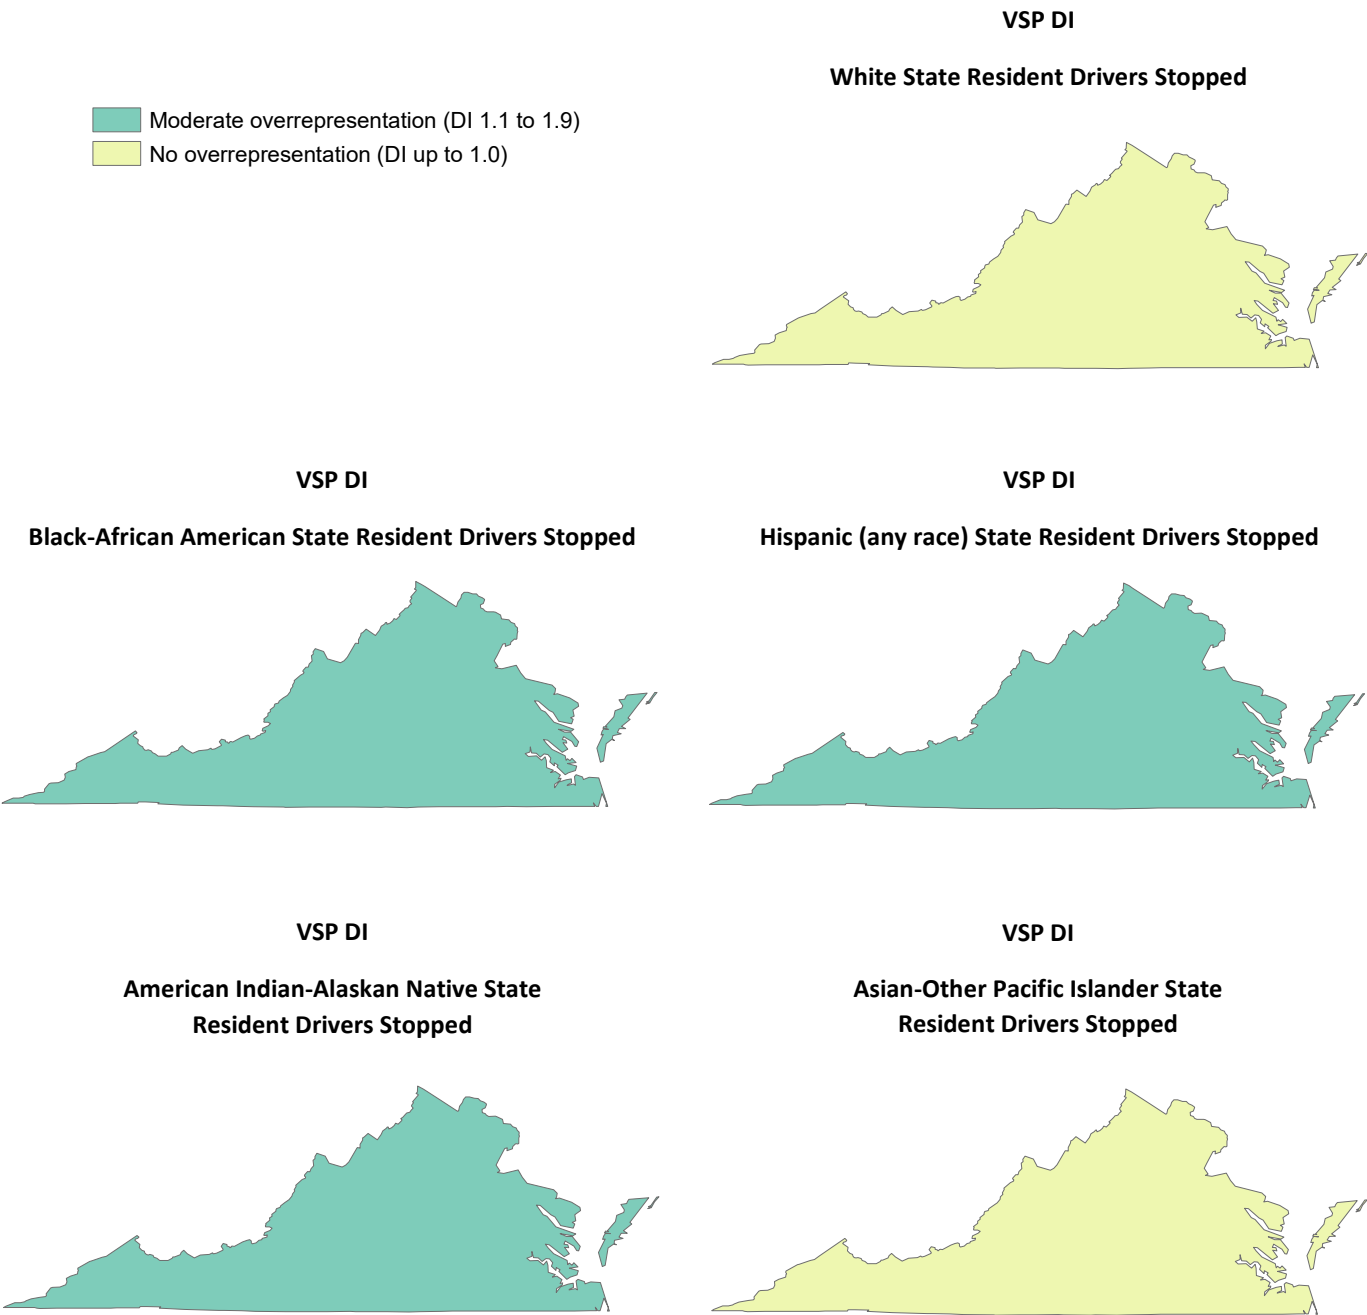 VSP DI
White State Resident Drivers Stopped
Moderate overrepresentation (DI 1.1 to 1.9)
No overrepresentation (DI up to 1.0)
VSP DI
Black-African American State Resident Drivers Stopped
VSP DI
Hispanic (any race) State Resident Drivers Stopped
VSP DI
American Indian-Alaskan Native State
Resident Drivers Stopped
VSP DI
Asian-Other Pacific Islander State
Resident Drivers Stopped